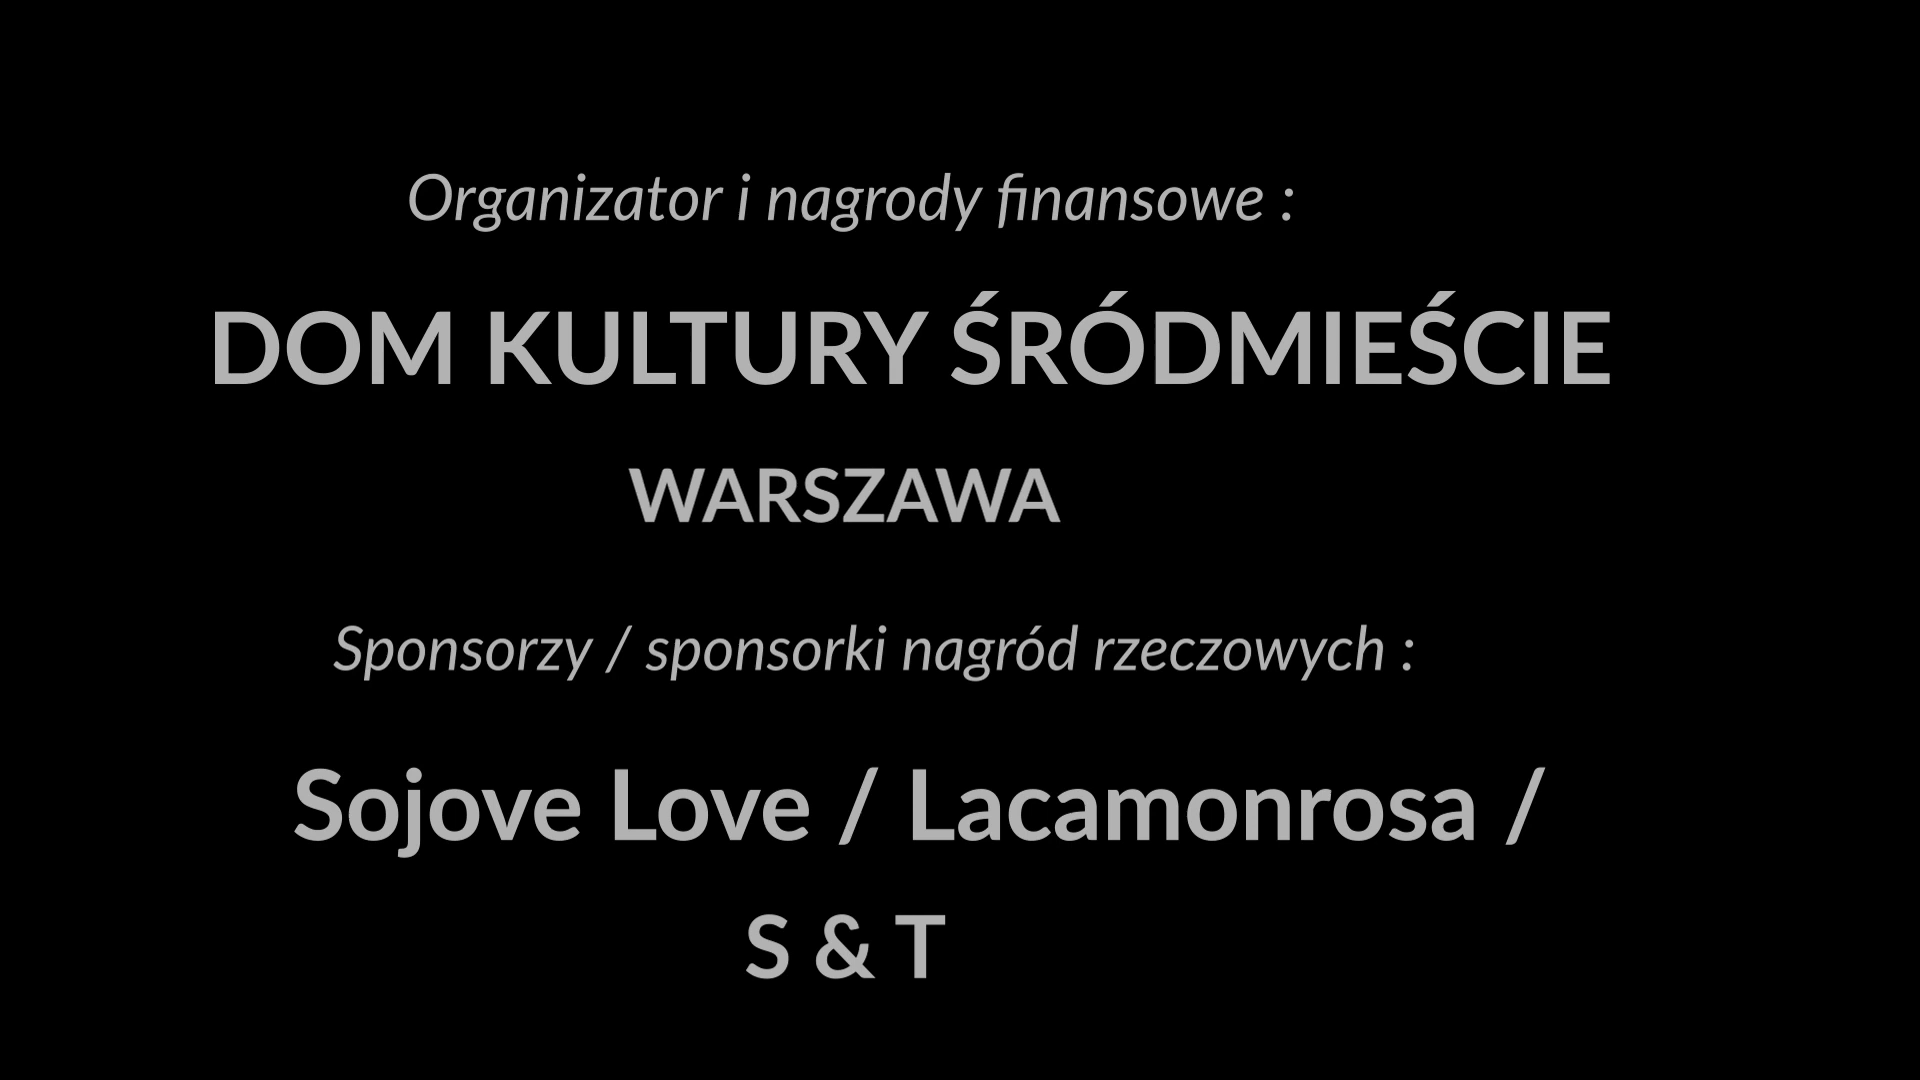 Organizator i nagrody finansowe :
DOM KULTURY ŚRÓDMIEŚCIE
WARSZAWA
Sponsorzy / sponsorki nagród rzeczowych :
Sojove Love / Lacamonrosa /
S & T